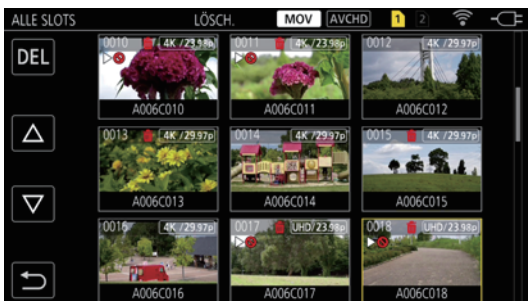 ALLE SLOTS LÖSCH. MOV AVCHD 1 2
DEL
0010 4K /23.98p 0011 4K /23.98p 0012 4K /29.97p
A006C010 A006C011 A006C012
0013 4K /29.97p 0014 4K /29.97p 0015 4K /29.97p
A006C013 A006C014 A006C015
0016 4K /29.97p 0017 UHD/23.98p 0018 UHD/23.98p
A006C016 A006C017 A006C018